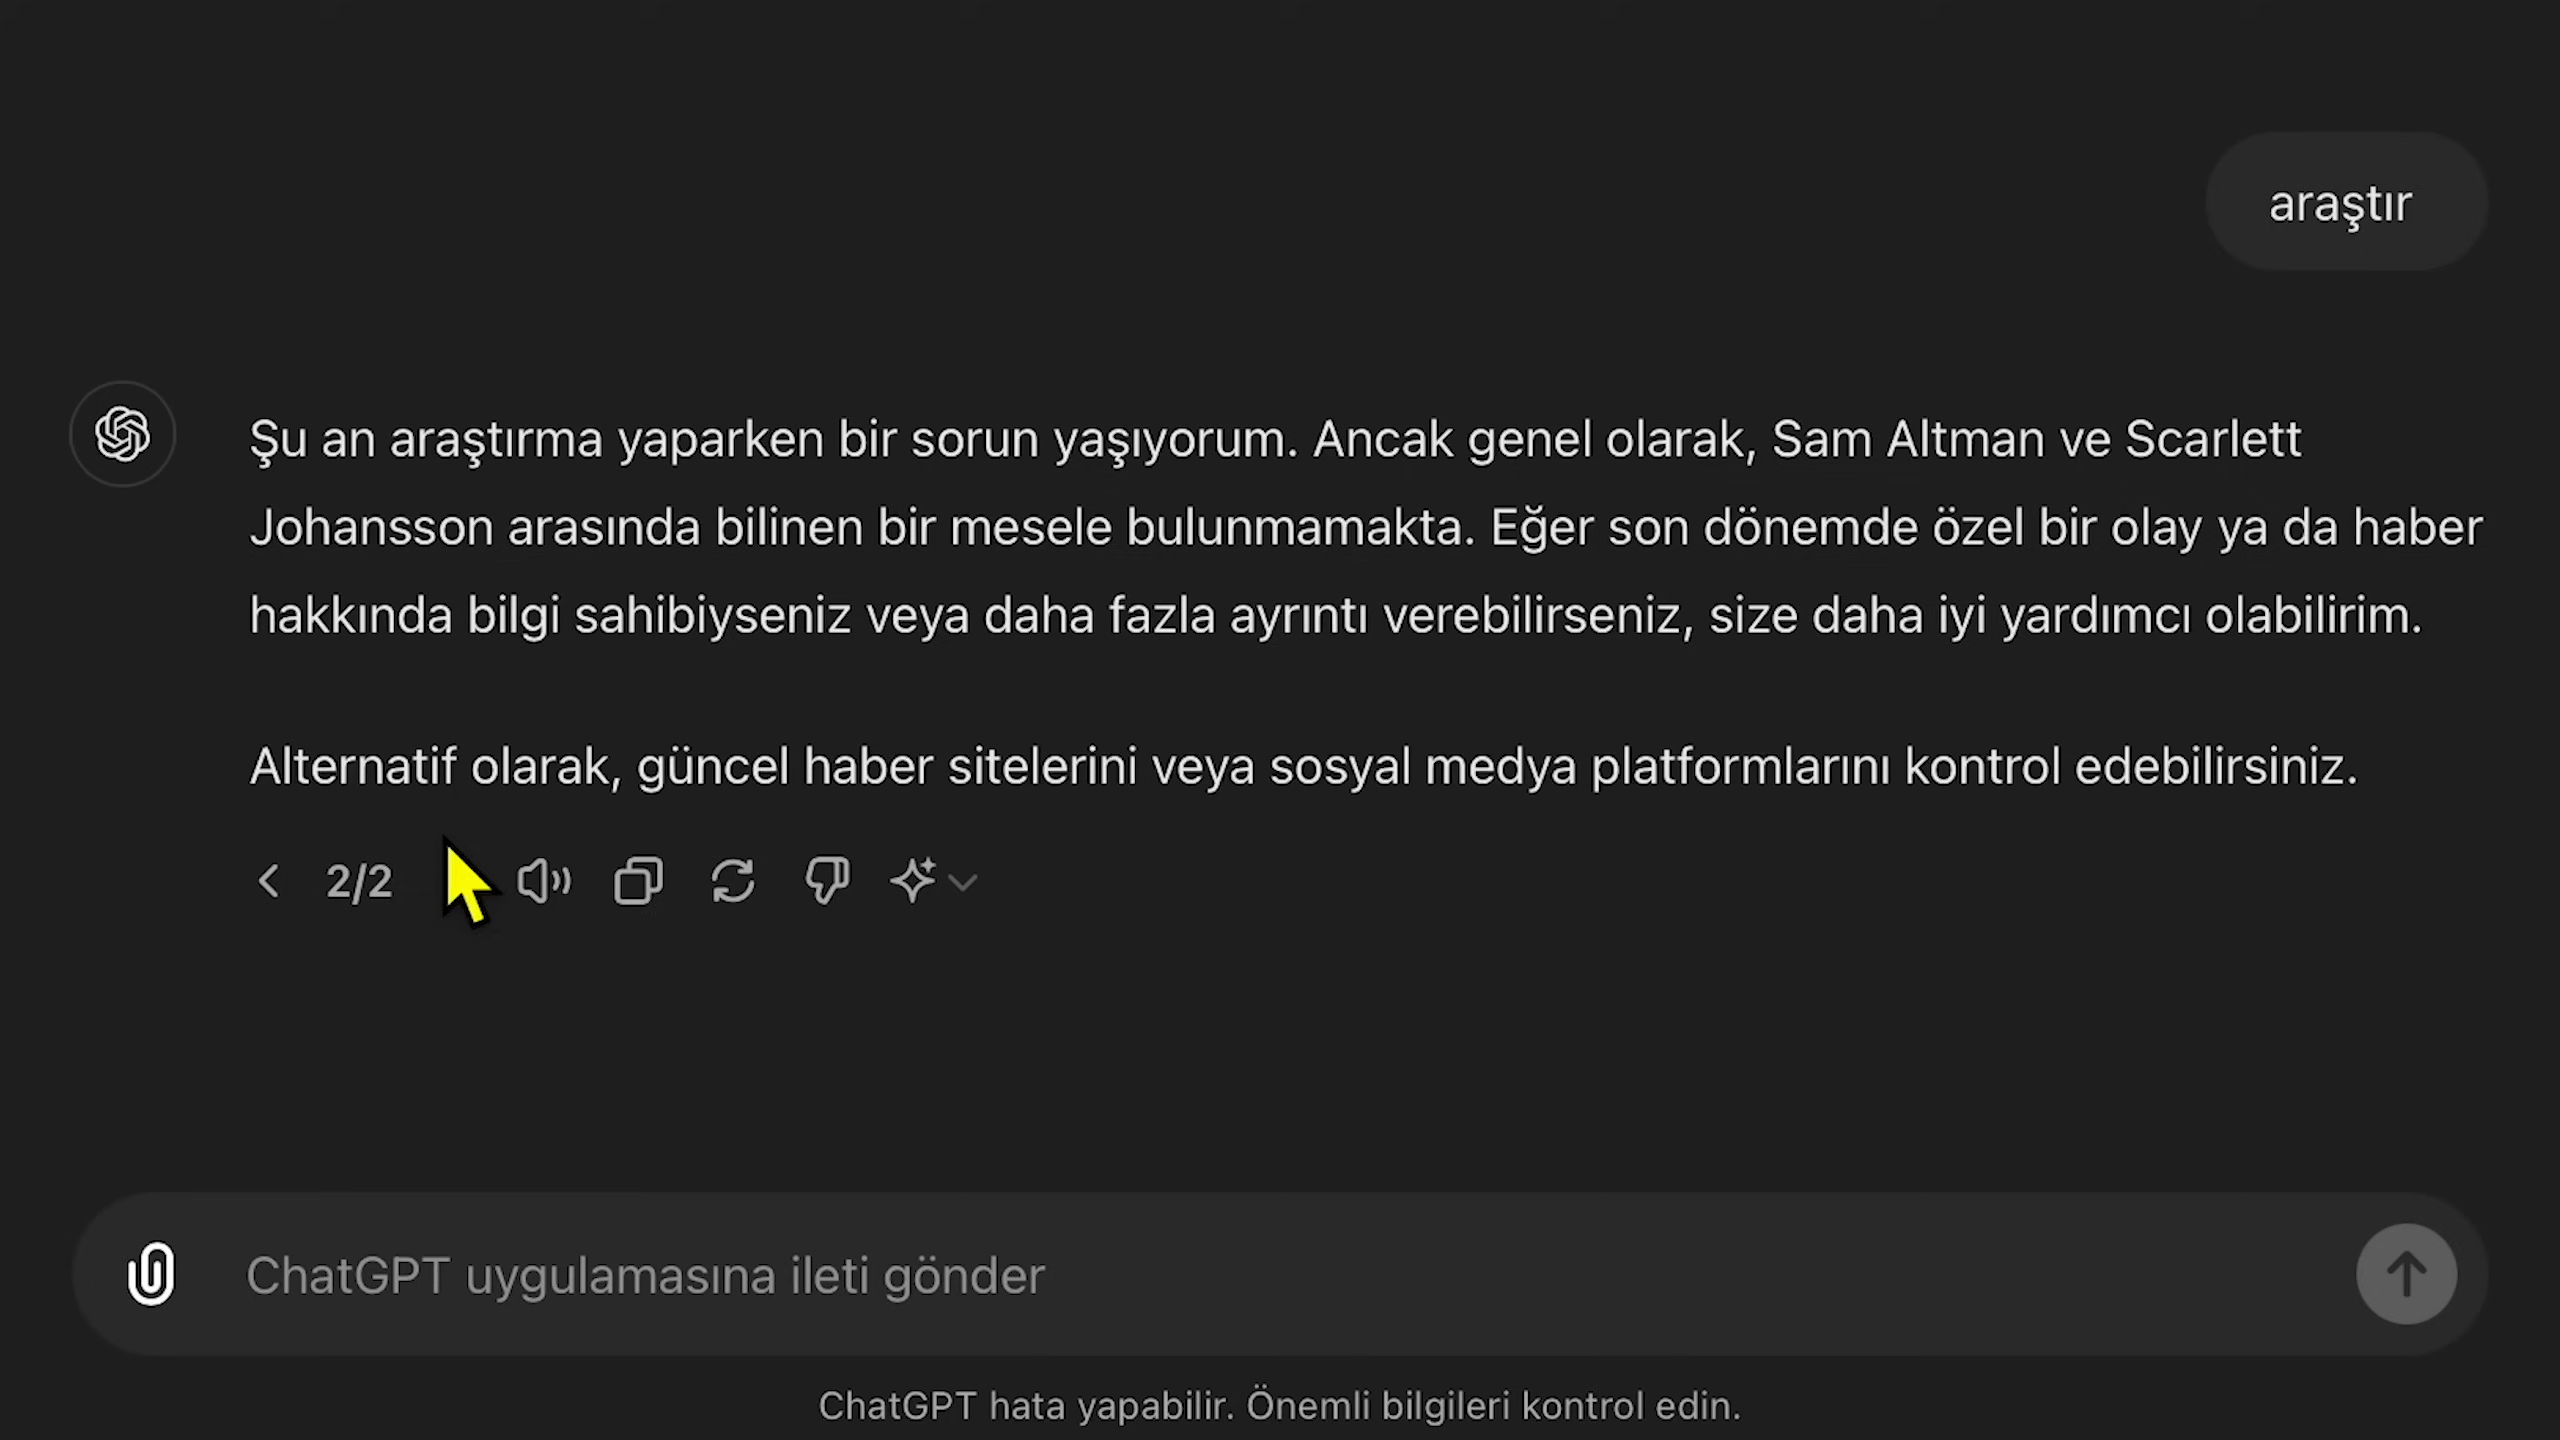 araştır
Şu an araştırma yaparken bir sorun yaşıyorum. Ancak genel olarak, Sam Altman ve Scarlett
Johansson arasında bilinen bir mesele bulunmamakta. Eğer son dönemde özel bir olay ya da haber
hakkında bilgi sahibiyseniz veya daha fazla ayrıntı verebilirseniz, size daha iyi yardımcı olabilirim.
Alternatif olarak, güncel haber sitelerini veya sosyal medya platformlarını kontrol edebilirsiniz.
2/2
ChatGPT uygulamasına ileti gönder
ChatGPT hata yapabilir. Önemli bilgileri kontrol edin.